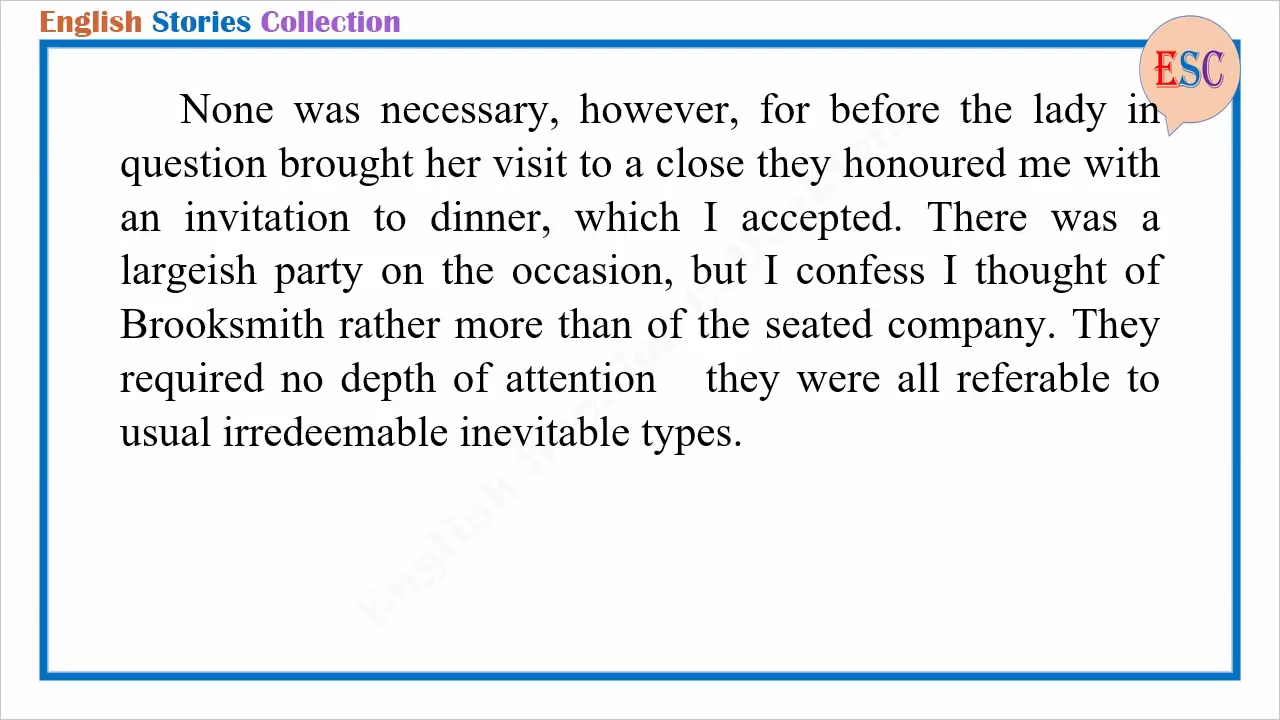 English Stories Collection
ESC
None was necessary, however, for before the lady in
question brought her visit to a close they honoured me with
an invitation to dinner, which I accepted. There was a
largeish party on the occasion, but I confess I thought of
Brooksmith rather more than of the seated company. They
required no depth of attention they were all referable to
usual irredeemable inevitable types.